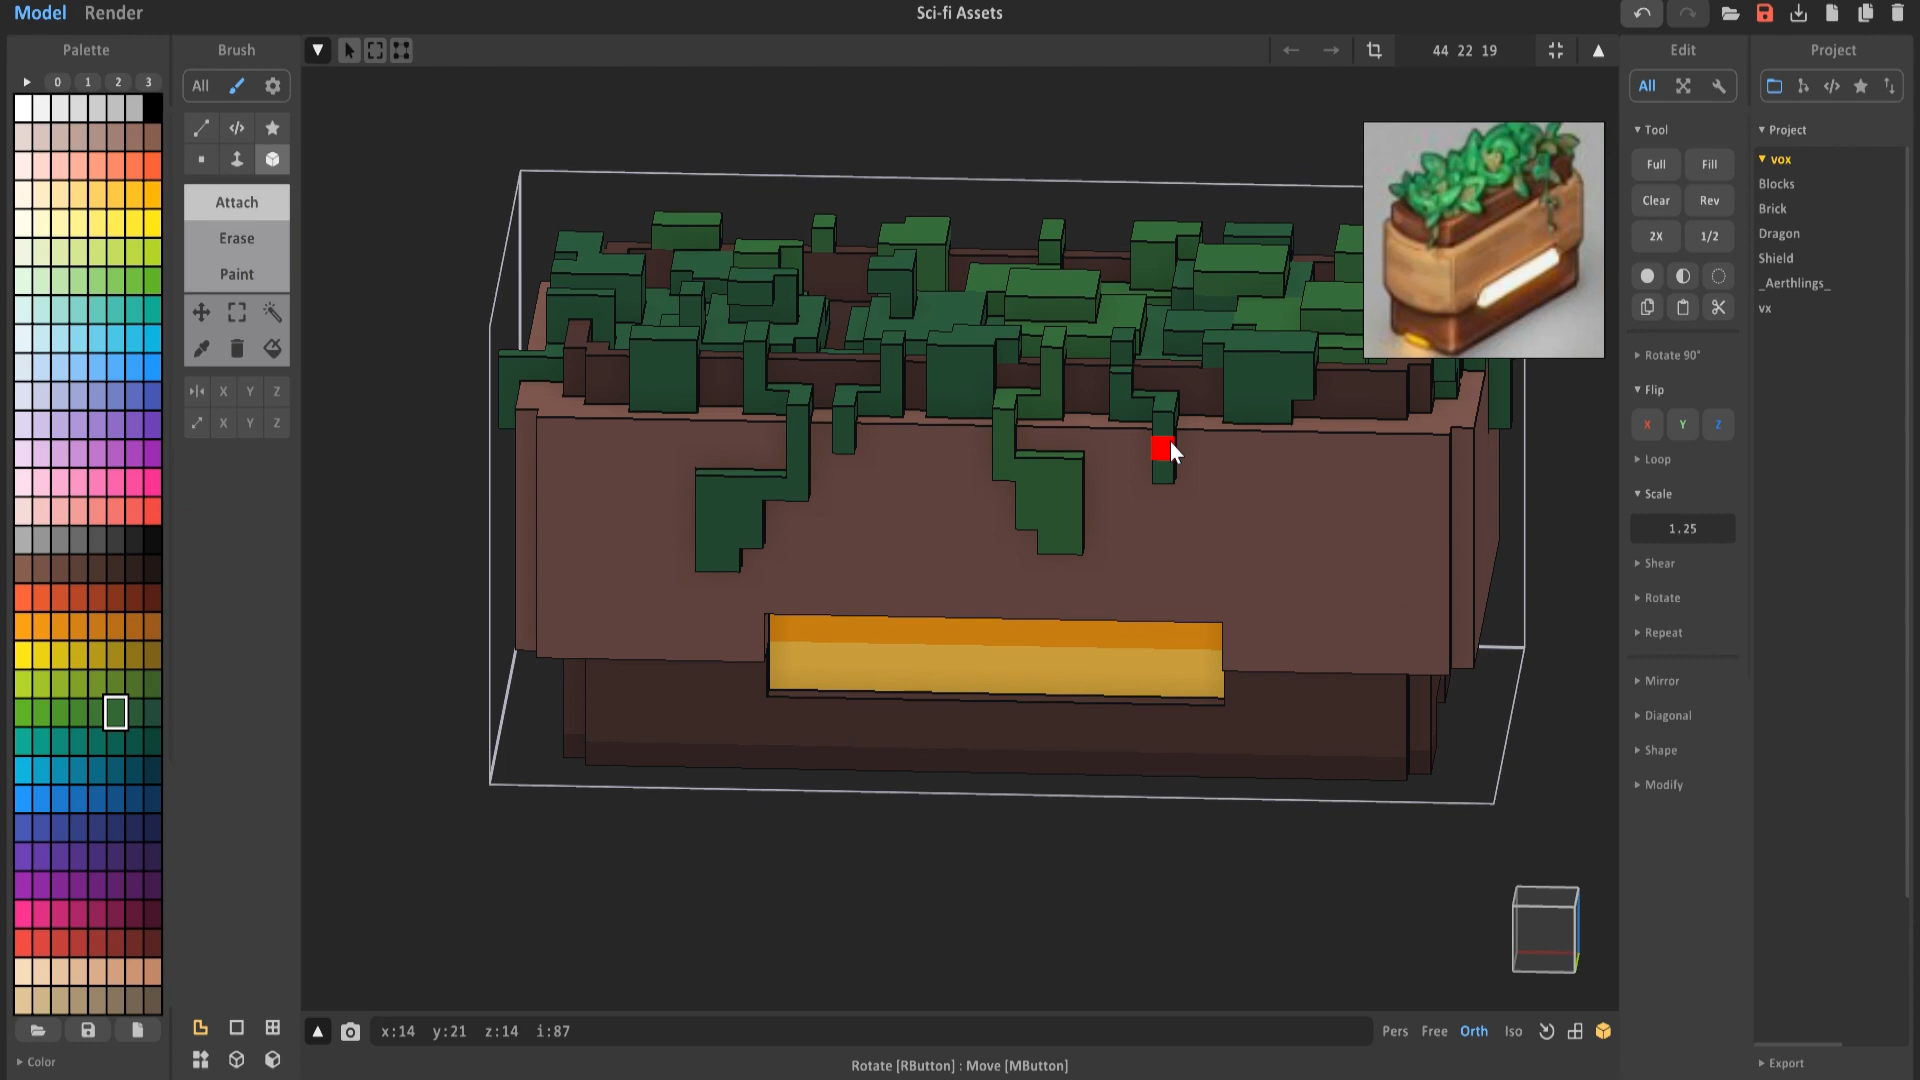 Model Render Sci-fi Assets
Palette Brush 44 22 19 Edit Project
0 1 2 3
All All
Attach
Erase
Paint
X Y Z
X Y Z
Tool
Full Fill
Clear Rev
2X 1/2
Rotate 90°
Flip
X Y Z
Loop
Scale
1.25
Shear
Rotate
Repeat
Mirror
Diagonal
Shape
Modify
Project
vox
Blocks
Brick
Dragon
Shield
_Aerthlings_
vx
x:14 y:21 z:14 i:87 Pers Free Orth Iso
Color Rotate [RButton] : Move [MButton] Export